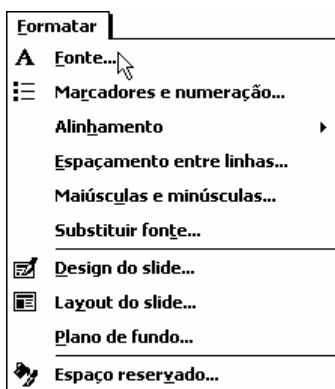 Formatar
Fonte...
Marcadores e numeração...
Alinhamento
Espaçamento entre linhas...
Maiúsculas e minúsculas...
Substituir fonte...
Design do slide...
Layout do slide...
Plano de fundo...
Espaço reservado...